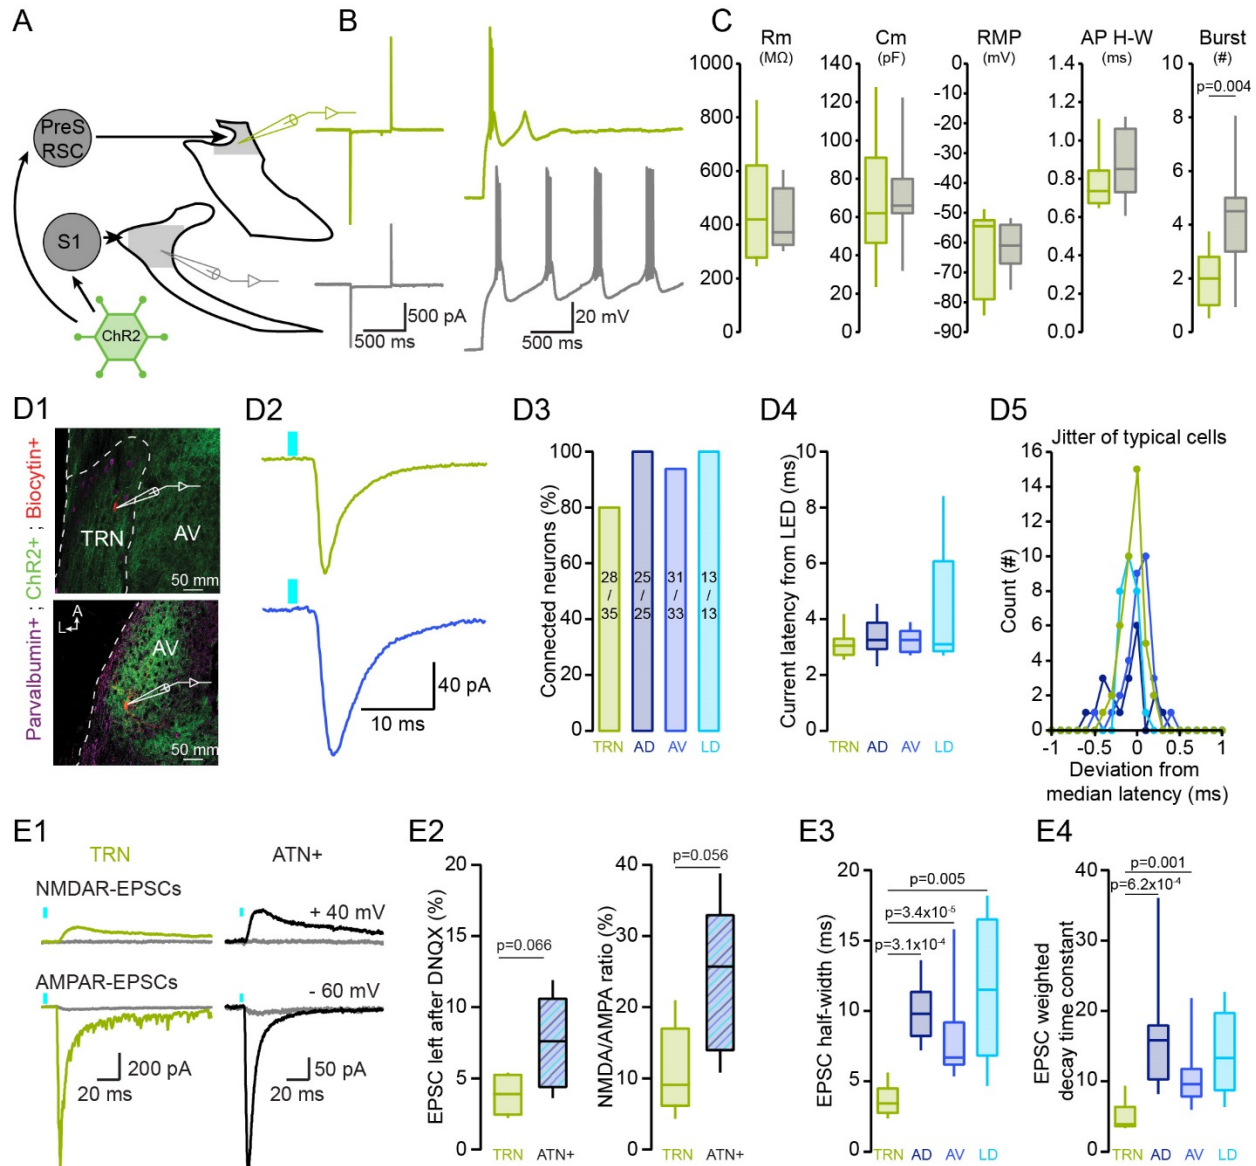 A
B
C
PreS
RSC
S1
ChR2
500 pA
500 ms
20 mV
500 ms
Rm
(MΩ)
1000
800
600
400
200
0
Cm
(pF)
140
120
100
80
60
40
20
0
RMP
(mV)
0
-10
-20
-30
-40
-50
-60
-70
-80
-90
AP H-W
(ms)
1.4
1.2
1.0
0.8
0.6
0.4
0.2
0.0
Burst
(#)
p=0.004
10
8
6
4
2
0
D1
Parvalbumin+ ; ChR2+ ; Biocytin+
TRN
AV
50 mm
A
L
AV
50 mm
D2
40 pA
10 ms
D3
Connected neurons (%)
100
80
60
40
20
0
28
/
35
25
/
25
31
/
33
13
/
13
TRN AD AV LD
D4
Current latency from LED (ms)
10
8
6
4
2
0
TRN AD AV LD
D5
Jitter of typical cells
Count (#)
16
14
12
10
8
6
4
2
0
-1 -0.5 0 0.5 1
Deviation from
median latency (ms)
E1
TRN
ATN+
NMDAR-EPSCs
+ 40 mV
AMPAR-EPSCs
- 60 mV
200 pA
20 ms
50 pA
20 ms
E2
EPSC left after DNQX (%)
20
15
10
5
0
p=0.066
TRN ATN+
NMDA/AMPA ratio (%)
40
30
20
10
0
p=0.056
TRN ATN+
E3
EPSC half-width (ms)
20
15
10
5
0
p=0.005
p=3.4x10-5
p=3.1x10-4
TRN AD AV LD
E4
EPSC weighted
decay time constant
40
30
20
10
0
p=0.001
p=6.2x10-4
TRN AD AV LD